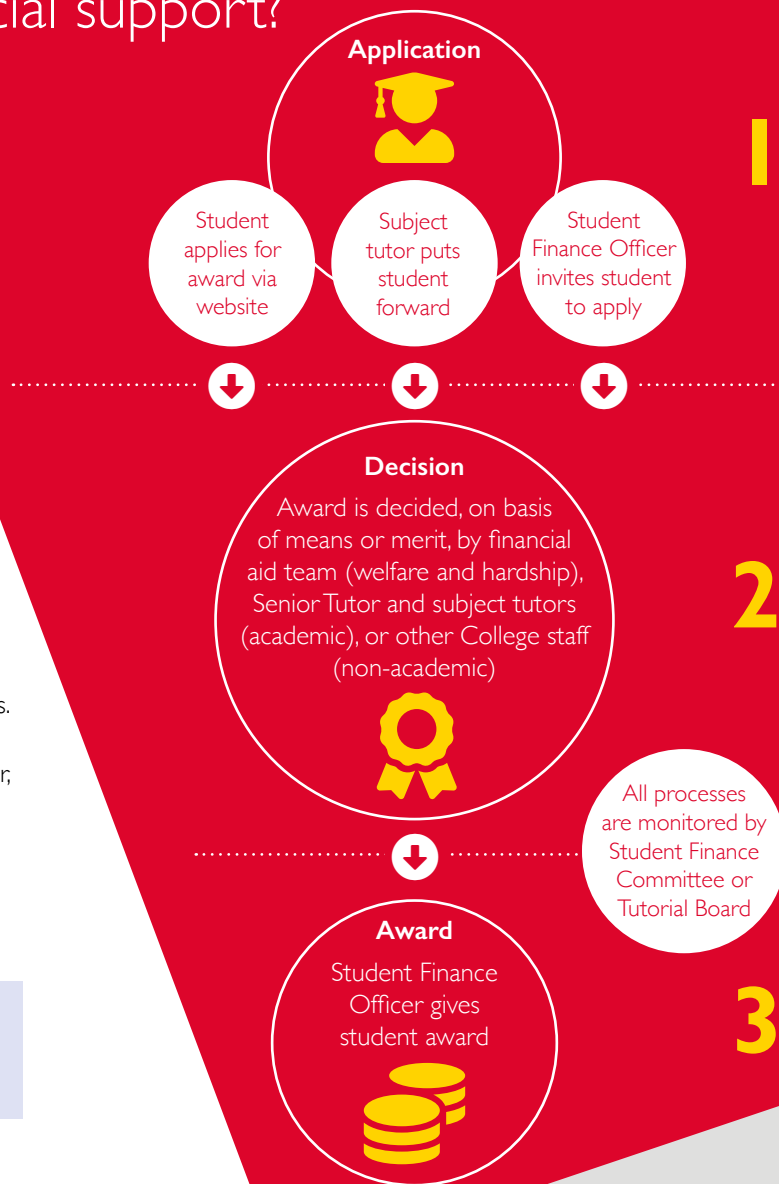 cial support?
Application
1
Student
applies for
award via
website
Subject
tutor puts
student
forward
Student
Finance Officer
invites student
to apply
Decision
Award is decided, on basis
of means or merit, by financial
aid team (welfare and hardship),
Senior Tutor and subject tutors
(academic), or other College staff
(non-academic)
2
s.
r,
All processes
are monitored by
Student Finance
Committee or
Tutorial Board
Award
Student Finance
Officer gives
student award
3